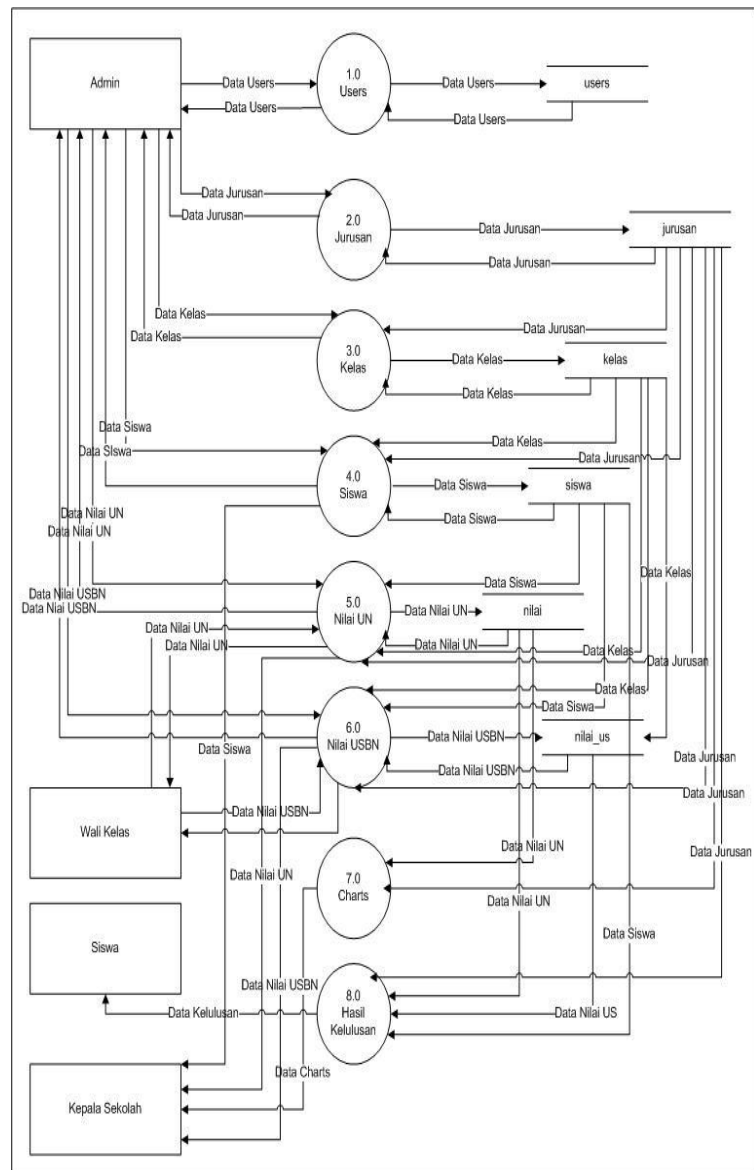 Admin
Data Users
1.0
Users
Data Users
users
Data Users
Data Users
Data Jurusan
2.0
Jurusan
Data Jurusan
jurusan
Data Jurusan
Data Jurusan
Data Kelas
3.0
Kelas
Data Jurusan
Data Kelas
Data Kelas
kelas
Data Kelas
Data Siswa
Data SIswa
4.0
Siswa
Data Kelas
Data Jurusan
Data Siswa
siswa
Data Siswa
Data Nilai UN
Data Nilai UN
Data Nilai USBN
Data Niai USBN
5.0
Nilai UN
Data Siswa
Data Kelas
Data Nilai UN
nilai
Data Nilai UN
Data Nilai UN
Data Nilai UN
Data Kelas
Data Jurusan
6.0
Nilai USBN
Data Kelas
Data Siswa
Data Nilai USBN
nilai_us
Data Nilai USBN
Data Siswa
Data Jurusan
Wali Kelas
Data Nilai USBN
Data Jurusan
Data Nilai UN
Data Nilai UN
Data Jurusan
7.0
Charts
Data Nilai UN
Siswa
Data Siswa
Data Nilai USBN
8.0
Hasil
Kelulusan
Data Kelulusan
Data Nilai US
Data Charts
Kepala Sekolah